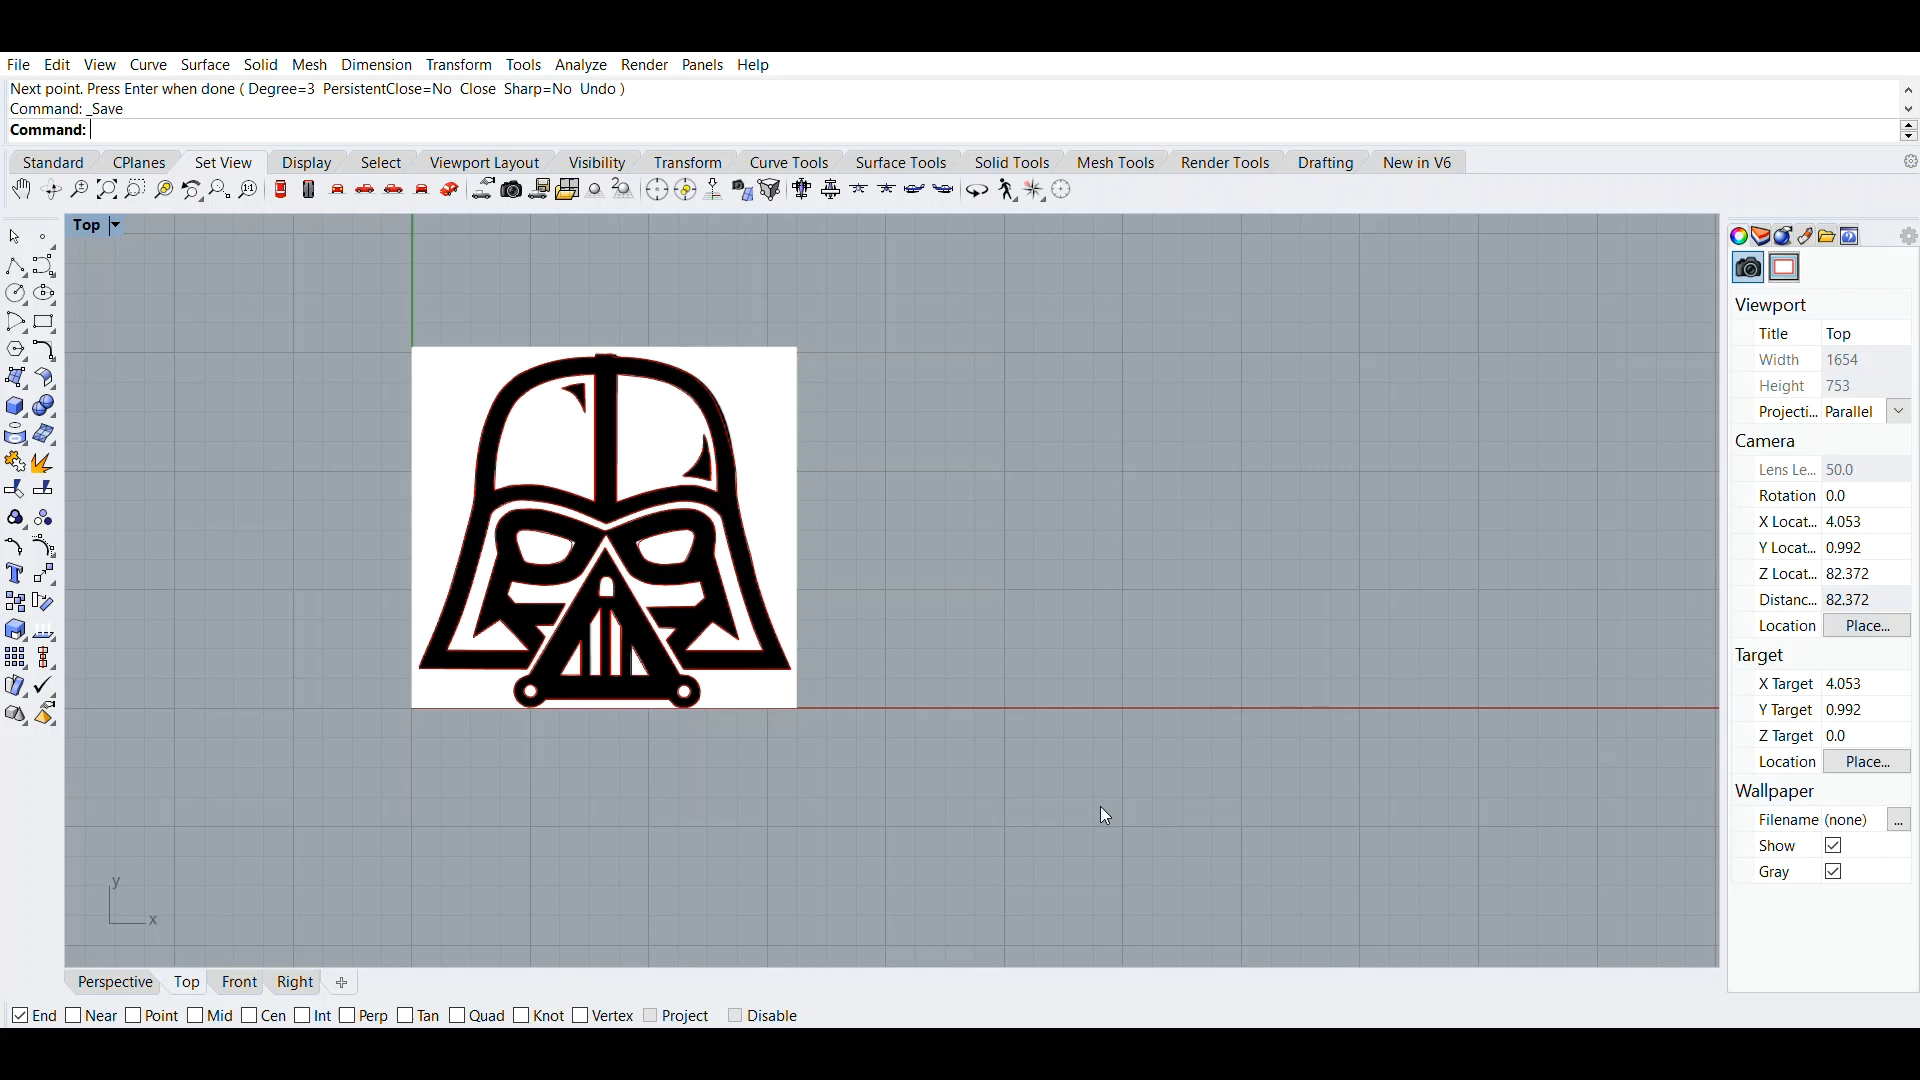 File Edit View Curve Surface Solid Mesh Dimension Transform Tools Analyze Render Panels Help
Next point. Press Enter when done ( Degree=3 PersistentClose=No Close Sharp=No Undo )
Command: _Save
Command:
Standard CPlanes Set View Display Select Viewport Layout Visibility Transform Curve Tools Surface Tools Solid Tools Mesh Tools Render Tools Drafting New in V6
Top
Viewport
Title Top
Width 1654
Height 753
Projecti... Parallel
Camera
Lens Le... 50.0
Rotation 0.0
X Locat... 4.053
Y Locat... 0.992
Z Locat... 82.372
Distanc... 82.372
Location Place...
Target
X Target 4.053
Y Target 0.992
Z Target 0.0
Location Place...
Wallpaper
Filename (none) ...
Show
Gray
y
x
Perspective Top Front Right
End Near Point Mid Cen Int Perp Tan Quad Knot Vertex Project Disable